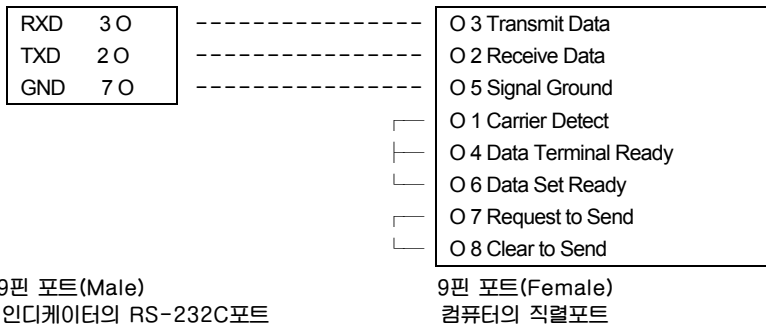 RXD 3 O ---------------- O 3 Transmit Data
TXD 2 O ---------------- O 2 Receive Data
GND 7 O ---------------- O 5 Signal Ground
O 1 Carrier Detect
O 4 Data Terminal Ready
O 6 Data Set Ready
O 7 Request to Send
O 8 Clear to Send
9핀 포트(Male) 9핀 포트(Female)
인디케이터의 RS-232C포트 컴퓨터의 직렬포트